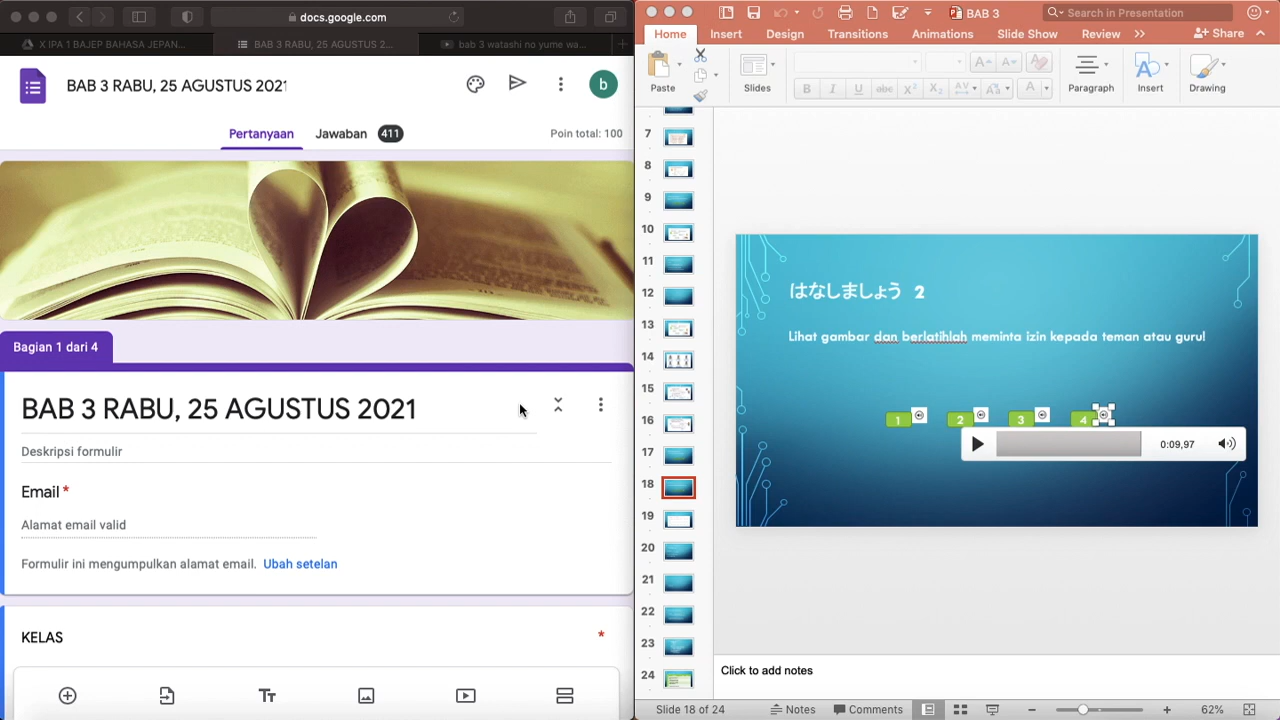 docs.google.com
X IPA 1 BAJEP BAHASA JEPAN...
BAB 3 RABU, 25 AGUSTUS 2...
bab 3 watashi no yume wa...
BAB 3 RABU, 25 AGUSTUS 2021
b
Pertanyaan
Jawaban 411
Poin total: 100
Bagian 1 dari 4
BAB 3 RABU, 25 AGUSTUS 2021
Deskripsi formulir
Email *
Alamat email valid
Formulir ini mengumpulkan alamat email. Ubah setelan
KELAS *
Tт
BAB 3
Search in Presentation
Home Insert Design Transitions Animations Slide Show Review >> Share
Paste
Slides
B I U abc X² X₂ AV Aa A
Paragraph
Insert
Drawing
7
8
9
10
11
12
13
14
15
16
17
18
19
20
21
22
23
24
はなしましょう 2
Lihat gambar dan berlatihlah meminta izin kepada teman atau guru!
1 2 3 4
0:09,97
Click to add notes
Slide 18 of 24
Notes
Comments
62%